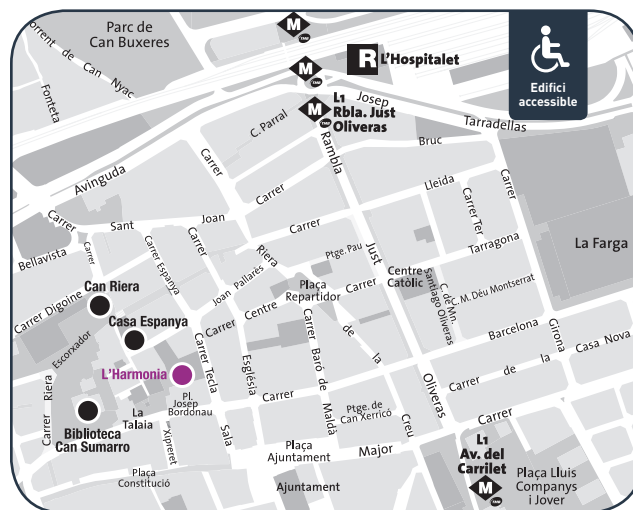 Parc de
Can Buxeres
Torrent de Can Nyac
Fonteta
M
M
M
R L'Hospitalet
L1
Rbla. Just
Oliveras
Edifici
accessible
Josep
Tarradellas
C. Parral
Rambla
Bruc
Avinguda
Carrer
Carrer
Lleida
Carrer
Carrer Ter
Carrer
Sant
Joan
Carrer
Carrer
Carrer
Bellavista
Carrer Espanya
Riera
Ptge. Pau
Just
Tarragona
La Farga
Can Riera
Joan Pallarès
Plaça
Repartidor
Carrer
Centre
Catòlic
C. de Mn.
Santiago Oliveras
C. M. Déu Montserrat
Carrer Digoine
Casa Espanya
Carrer
Centre
Carrer Baró de Maldà
de la
Barcelona
Girona
Casa Nova
Escorxador
L'Harmonia
Carrer Tecla
Església
Carrer
Oliveras
Carrer de la
Carrer Riera
Pl.
Josep
Bordonau
La
Talaia
Xipreret
Sala
Ptge. de
Can Xerricó
Creu
Carrer
Biblioteca
Can Sumarro
Plaça
Ajuntament
Major
L1
Av. del
Carrilet
M
Plaça
Constitució
Ajuntament
Plaça Lluis
Companys
i Jover